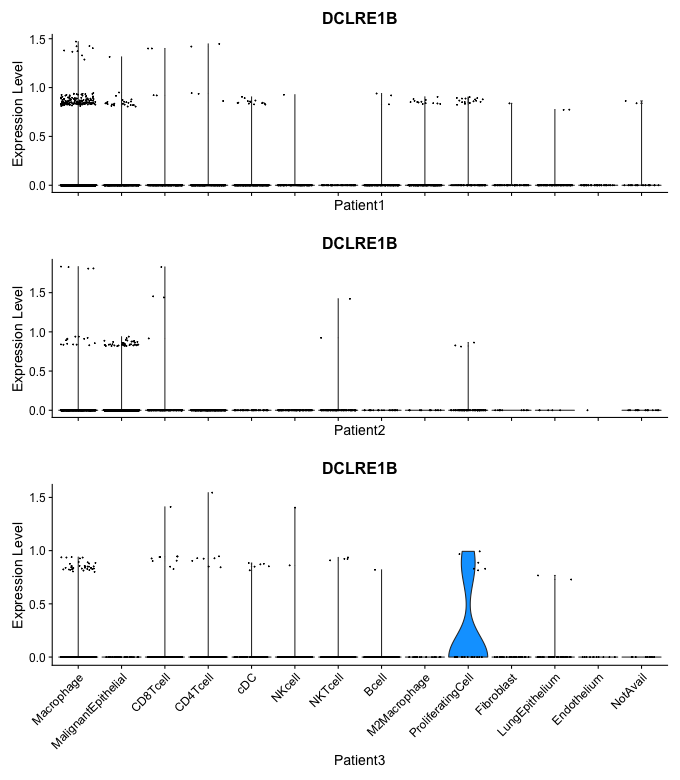 DCLRE1B
Expression Level
1.5
1.0
0.5
0.0
Patient1
DCLRE1B
Expression Level
1.5
1.0
0.5
0.0
Patient2
DCLRE1B
Expression Level
1.5
1.0
0.5
0.0
Macrophage
MalignantEpithelial
CD8Tcell
CD4Tcell
cDC
NKcell
NKTcell
Bcell
M2Macrophage
ProliferatingCell
Fibroblast
LungEpithelium
Endothelium
NotAvail
Patient3